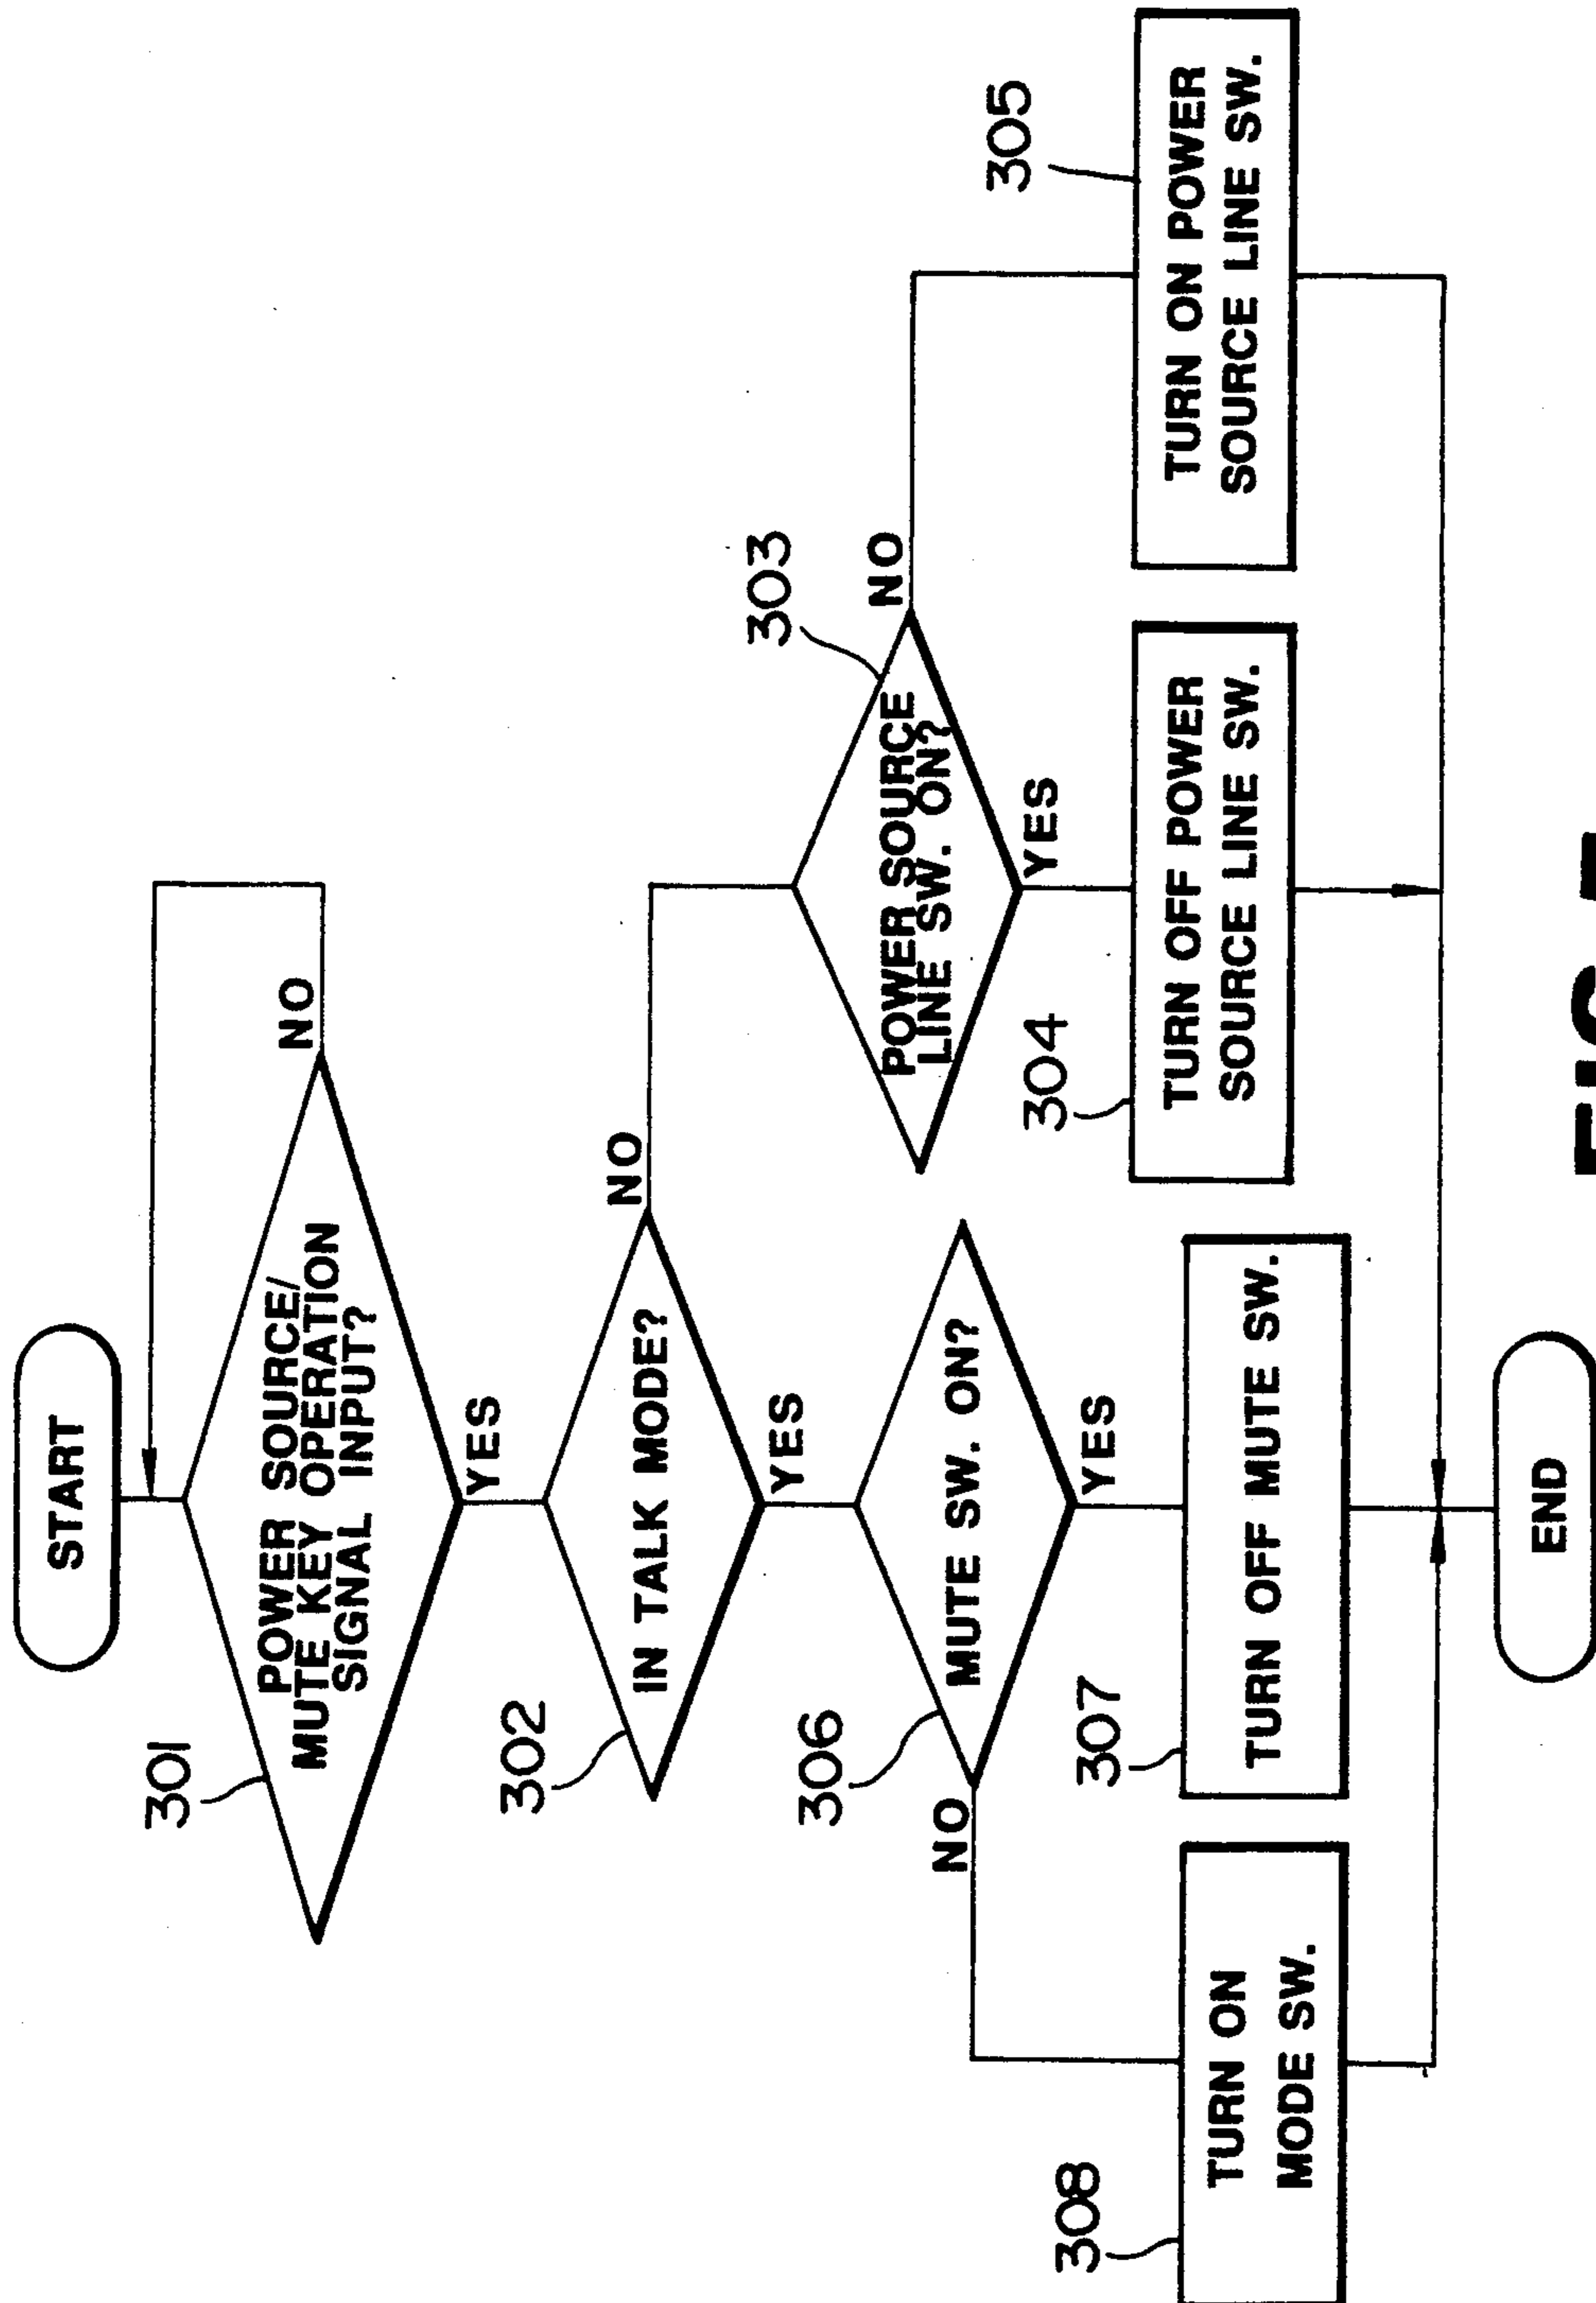 START
301
POWER SOURCE/
MUTE KEY OPERATION
SIGNAL INPUT?
NO
YES
302
IN TALK MODE?
NO
YES
303
POWER SOURCE
LINE SW. ON?
NO
YES
306
MUTE SW. ON?
NO
YES
308
TURN ON
MODE SW.
307
TURN OFF MUTE SW.
304
TURN OFF POWER
SOURCE LINE SW.
305
TURN ON POWER
SOURCE LINE SW.
END